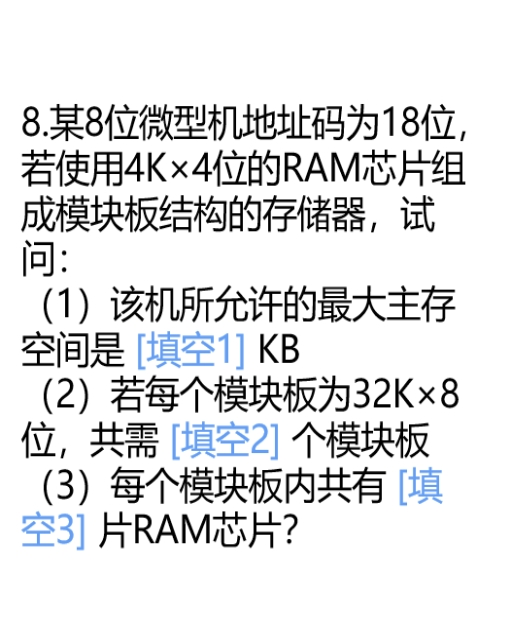 8.某8位微型机地址码为18位，
若使用4K×4位的RAM芯片组
成模块板结构的存储器，试
问：
（1）该机所允许的最大主存
空间是 [填空1] KB
（2）若每个模块板为32K×8
位，共需 [填空2] 个模块板
（3）每个模块板内共有 [填
空3] 片RAM芯片?